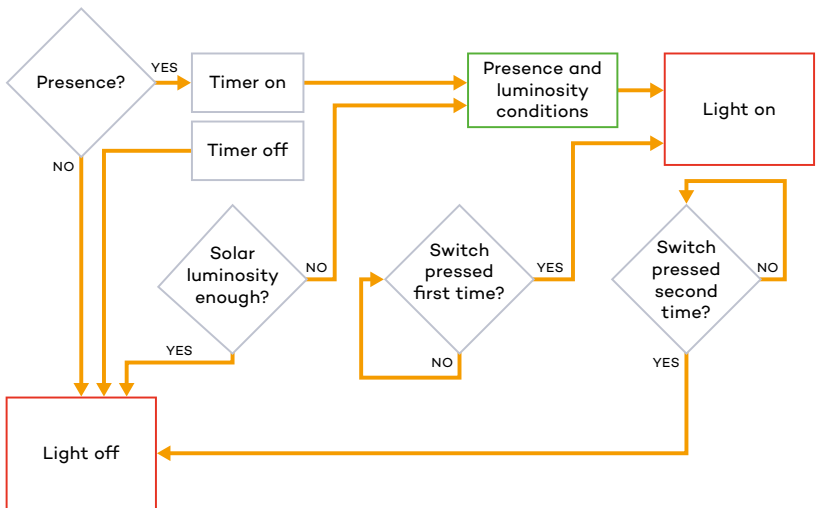 Presence?
YES
Timer on
Presence and
luminosity
conditions
Light on
Timer off
NO
Solar
luminosity
enough?
NO
YES
Switch
pressed
first time?
YES
NO
Switch
pressed
second
time?
NO
YES
Light off